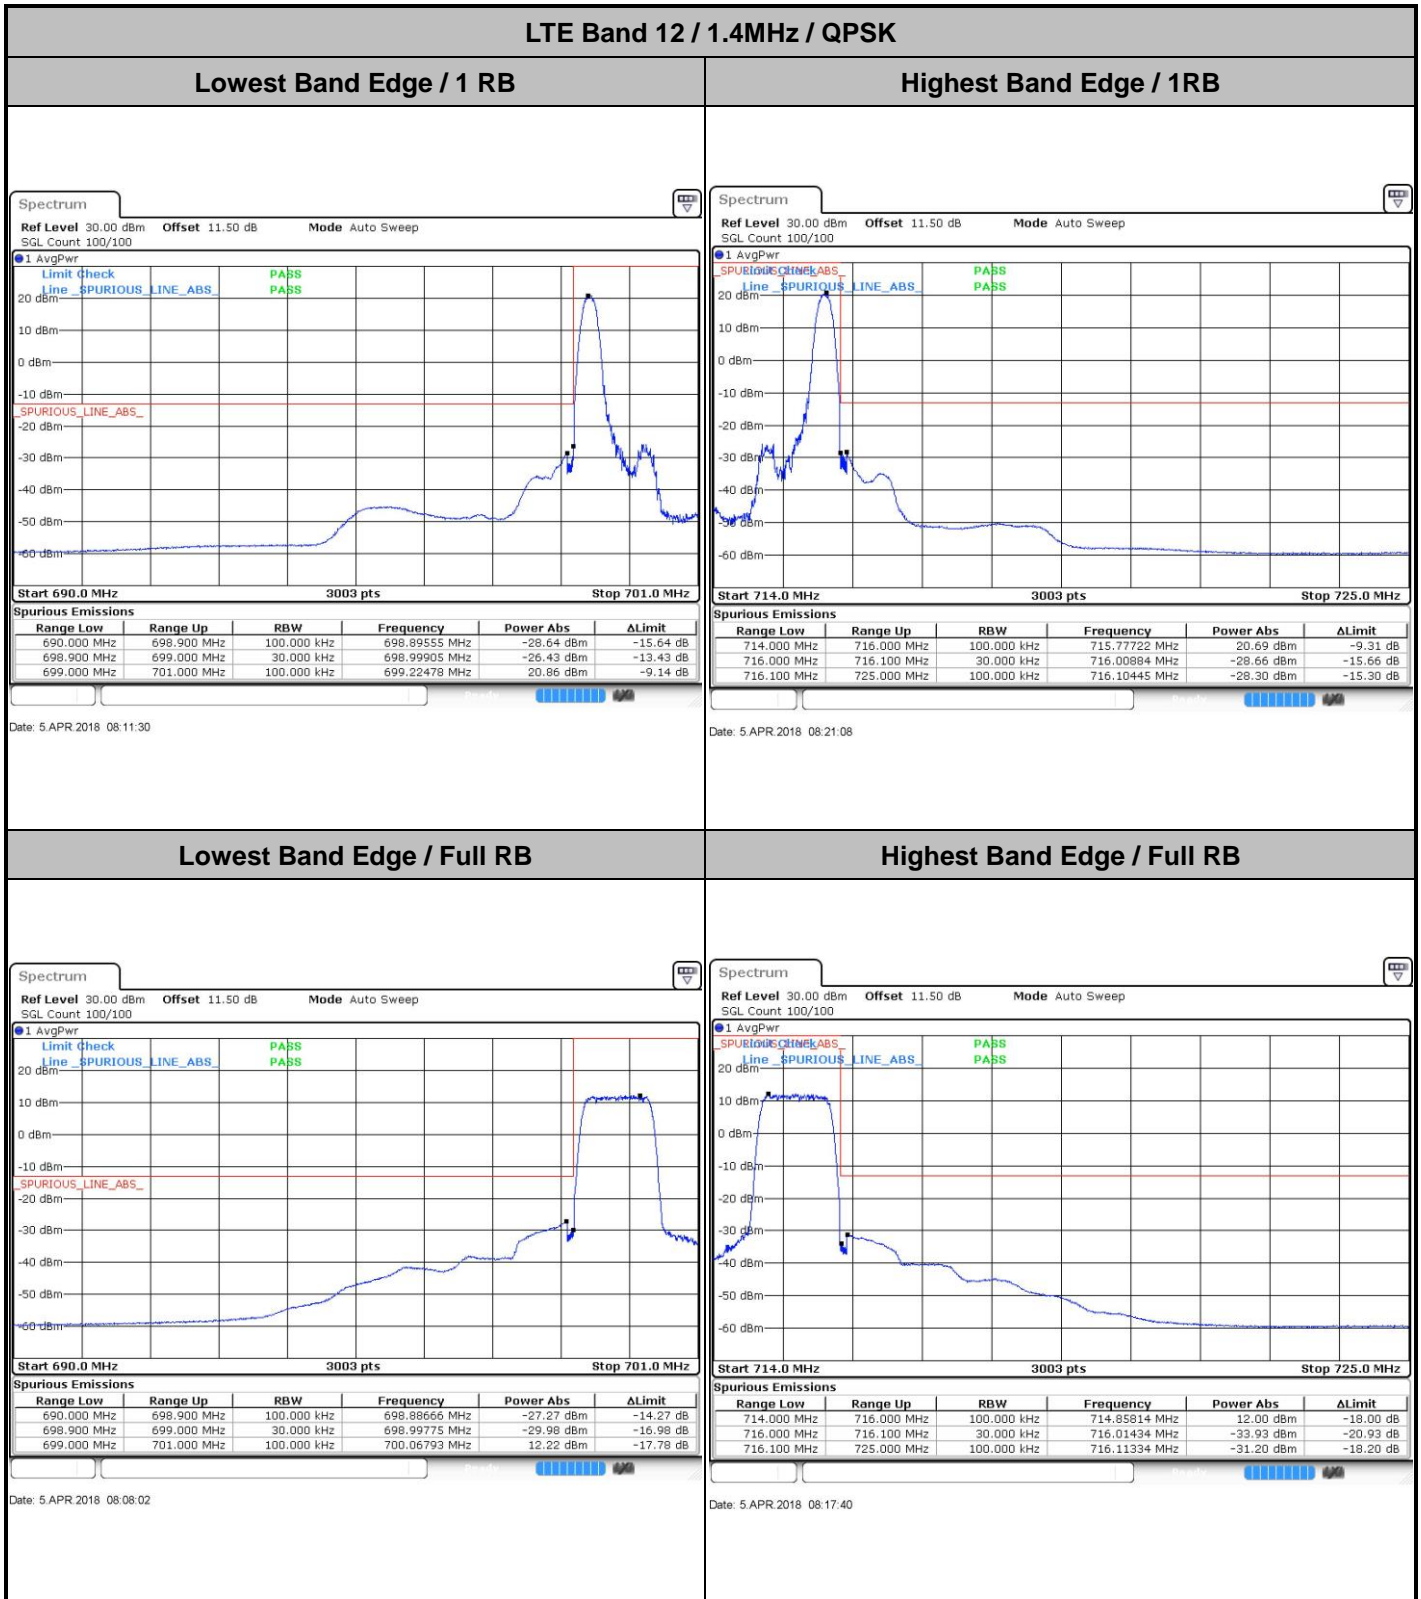 LTE Band 12 / 1.4MHz / QPSK
Lowest Band Edge / 1 RB
Highest Band Edge / 1RB
Spectrum
Ref Level 30.00 dBm Offset 11.50 dB Mode Auto Sweep
SGL Count 100/100
1 AvgPwr
Limit Check PASS
Line _SPURIOUS_LINE_ABS_ PASS
20 dBm
10 dBm
0 dBm
-10 dBm
_SPURIOUS_LINE_ABS_
-20 dBm
-30 dBm
-40 dBm
-50 dBm
-60 dBm
Start 690.0 MHz 3003 pts Stop 701.0 MHz
Spurious Emissions
Range Low Range Up RBW Frequency Power Abs ΔLimit
690.000 MHz 698.900 MHz 100.000 kHz 698.89555 MHz -28.64 dBm -15.64 dB
698.900 MHz 699.000 MHz 30.000 kHz 698.99905 MHz -26.43 dBm -13.43 dB
699.000 MHz 701.000 MHz 100.000 kHz 699.22478 MHz 20.86 dBm -9.14 dB
Ready
Date: 5.APR.2018 08:11:30
Spectrum
Ref Level 30.00 dBm Offset 11.50 dB Mode Auto Sweep
SGL Count 100/100
1 AvgPwr
_SPURIOUS_LINE_ABS_
Limit Check PASS
Line _SPURIOUS_LINE_ABS_ PASS
20 dBm
10 dBm
0 dBm
-10 dBm
-20 dBm
-30 dBm
-40 dBm
-50 dBm
-60 dBm
Start 714.0 MHz 3003 pts Stop 725.0 MHz
Spurious Emissions
Range Low Range Up RBW Frequency Power Abs ΔLimit
714.000 MHz 716.000 MHz 100.000 kHz 715.77722 MHz 20.69 dBm -9.31 dB
716.000 MHz 716.100 MHz 30.000 kHz 716.00884 MHz -28.66 dBm -15.66 dB
716.100 MHz 725.000 MHz 100.000 kHz 716.10445 MHz -28.30 dBm -15.30 dB
Ready
Date: 5.APR.2018 08:21:08
Lowest Band Edge / Full RB
Highest Band Edge / Full RB
Spectrum
Ref Level 30.00 dBm Offset 11.50 dB Mode Auto Sweep
SGL Count 100/100
1 AvgPwr
Limit Check PASS
Line _SPURIOUS_LINE_ABS_ PASS
20 dBm
10 dBm
0 dBm
-10 dBm
_SPURIOUS_LINE_ABS_
-20 dBm
-30 dBm
-40 dBm
-50 dBm
-60 dBm
Start 690.0 MHz 3003 pts Stop 701.0 MHz
Spurious Emissions
Range Low Range Up RBW Frequency Power Abs ΔLimit
690.000 MHz 698.900 MHz 100.000 kHz 698.88666 MHz -27.27 dBm -14.27 dB
698.900 MHz 699.000 MHz 30.000 kHz 698.99775 MHz -29.98 dBm -16.98 dB
699.000 MHz 701.000 MHz 100.000 kHz 700.06793 MHz 12.22 dBm -17.78 dB
Ready
Date: 5.APR.2018 08:08:02
Spectrum
Ref Level 30.00 dBm Offset 11.50 dB Mode Auto Sweep
SGL Count 100/100
1 AvgPwr
_SPURIOUS_LINE_ABS_
Limit Check PASS
Line _SPURIOUS_LINE_ABS_ PASS
20 dBm
10 dBm
0 dBm
-10 dBm
-20 dBm
-30 dBm
-40 dBm
-50 dBm
-60 dBm
Start 714.0 MHz 3003 pts Stop 725.0 MHz
Spurious Emissions
Range Low Range Up RBW Frequency Power Abs ΔLimit
714.000 MHz 716.000 MHz 100.000 kHz 714.85814 MHz 12.00 dBm -18.00 dB
716.000 MHz 716.100 MHz 30.000 kHz 716.01434 MHz -33.93 dBm -20.93 dB
716.100 MHz 725.000 MHz 100.000 kHz 716.11334 MHz -31.20 dBm -18.20 dB
Ready
Date: 5.APR.2018 08:17:40